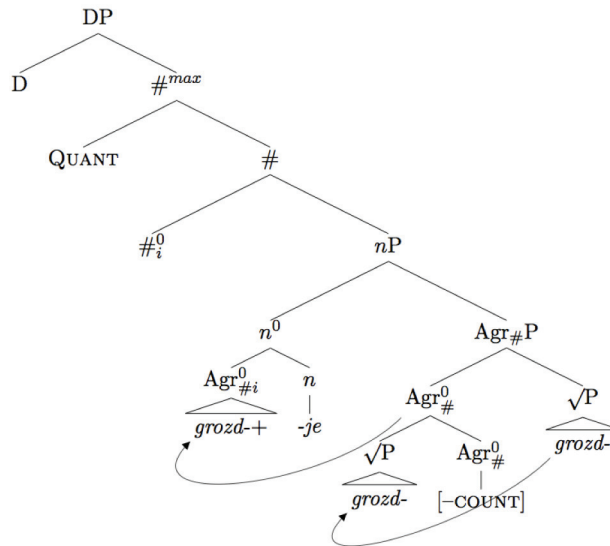 DP
D #^max
QUANT #
#⁰ᵢ nP
n⁰ Agr#P
Agr⁰#i n Agr⁰# √P
grozd-+ -je √P Agr⁰# grozd-
grozd- [−COUNT]